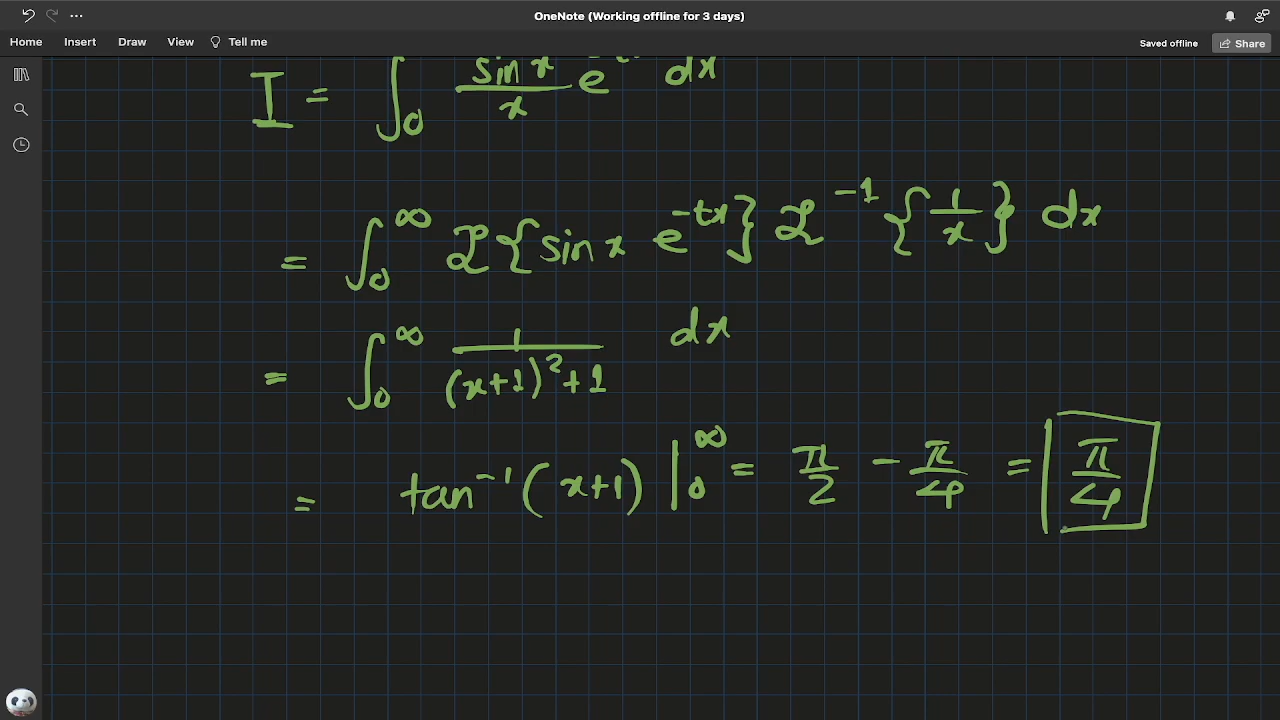 OneNote (Working offline for 3 days)
Home Insert Draw View Tell me Saved offline Share
I = ∫₀ sin x/x e dx
= ∫₀^∞ ℒ{sin x e^{-tx}} ℒ^{-1}{1/x} dx
= ∫₀^∞ 1/((x+1)²+1) dx
= tan⁻¹(x+1) |₀^∞ = π/2 − π/4 = π/4